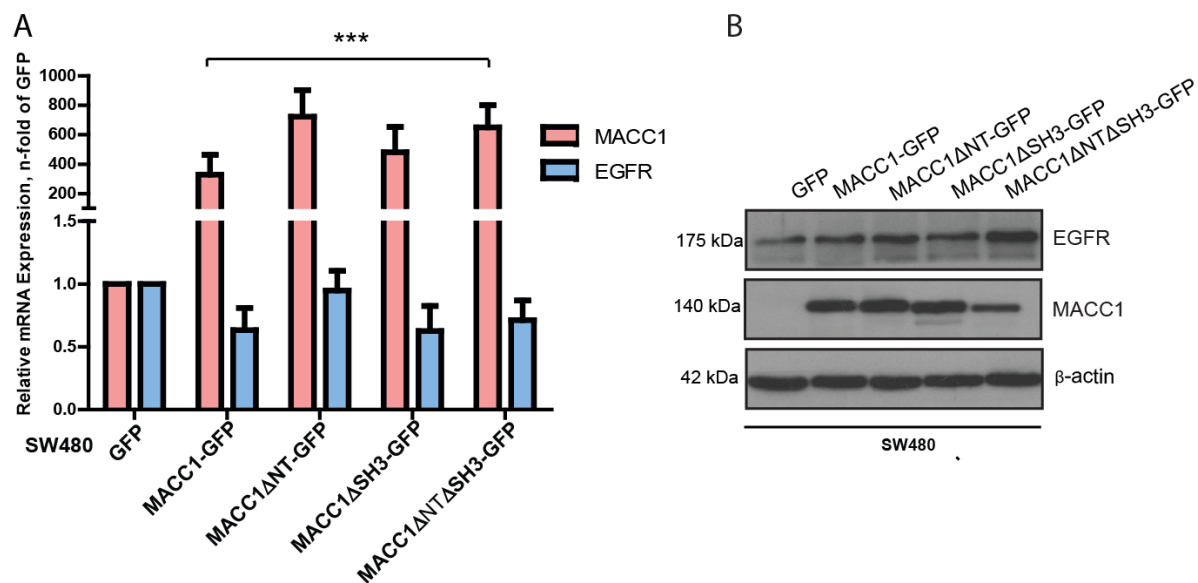 A
B
***
Relative mRNA Expression, n-fold of GFP
1000
800
600
400
200
1.5
1.0
0.5
0.0
MACC1
EGFR
SW480
GFP
MACC1-GFP
MACC1ΔNT-GFP
MACC1ΔSH3-GFP
MACC1ΔNTΔSH3-GFP
GFP
MACC1-GFP
MACC1ΔNT-GFP
MACC1ΔSH3-GFP
MACC1ΔNTΔSH3-GFP
175 kDa
EGFR
140 kDa
MACC1
42 kDa
β-actin
SW480